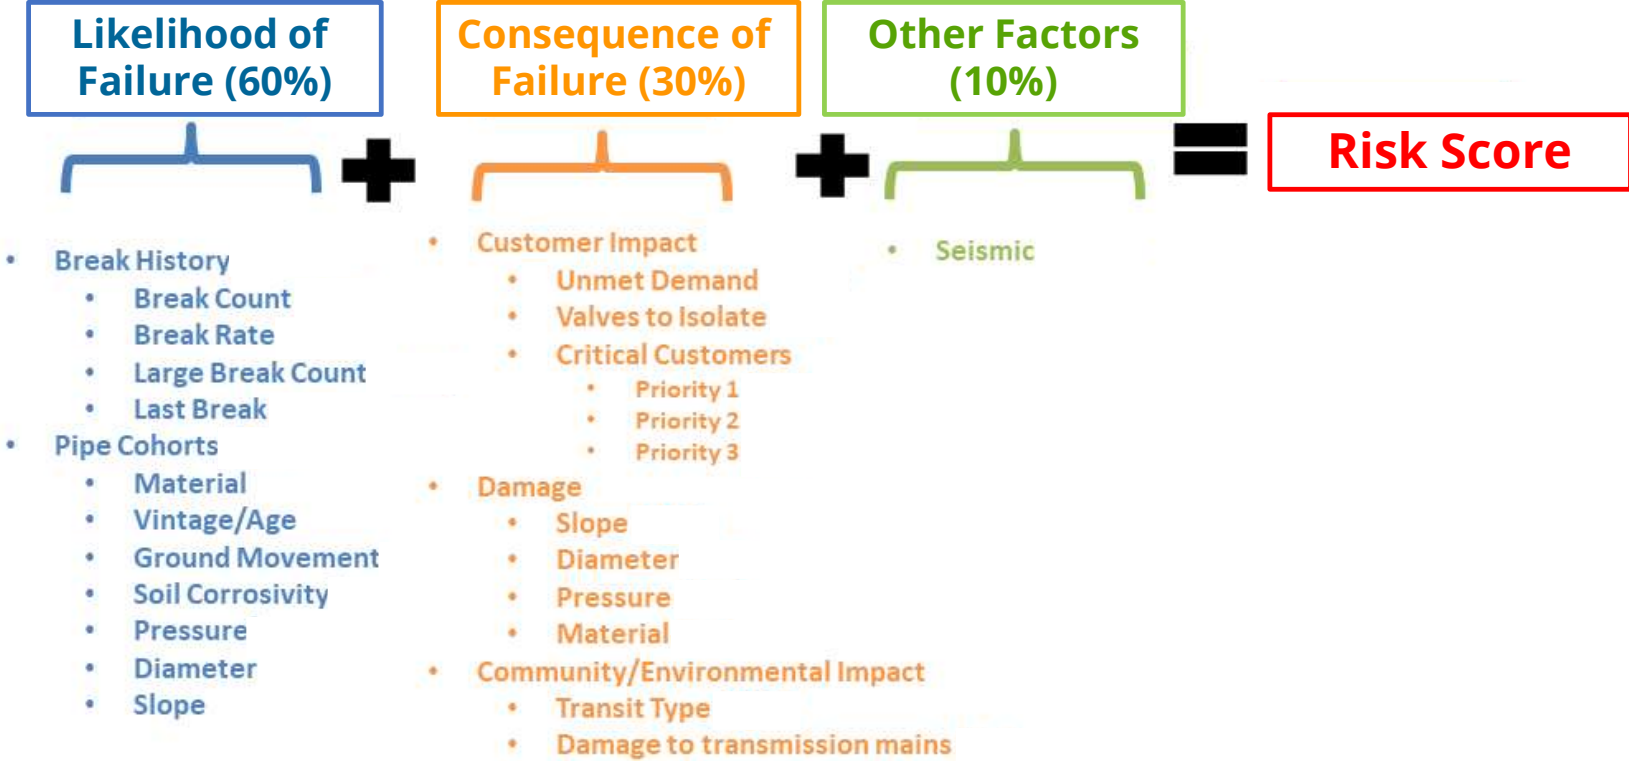 Likelihood of
Failure (60%)
Consequence of
Failure (30%)
Other Factors
(10%)
Risk Score
• Break History
• Break Count
• Break Rate
• Large Break Count
• Last Break
• Pipe Cohorts
• Material
• Vintage/Age
• Ground Movement
• Soil Corrosivity
• Pressure
• Diameter
• Slope
• Customer Impact
• Unmet Demand
• Valves to Isolate
• Critical Customers
• Priority 1
• Priority 2
• Priority 3
• Damage
• Slope
• Diameter
• Pressure
• Material
• Community/Environmental Impact
• Transit Type
• Damage to transmission mains
• Seismic